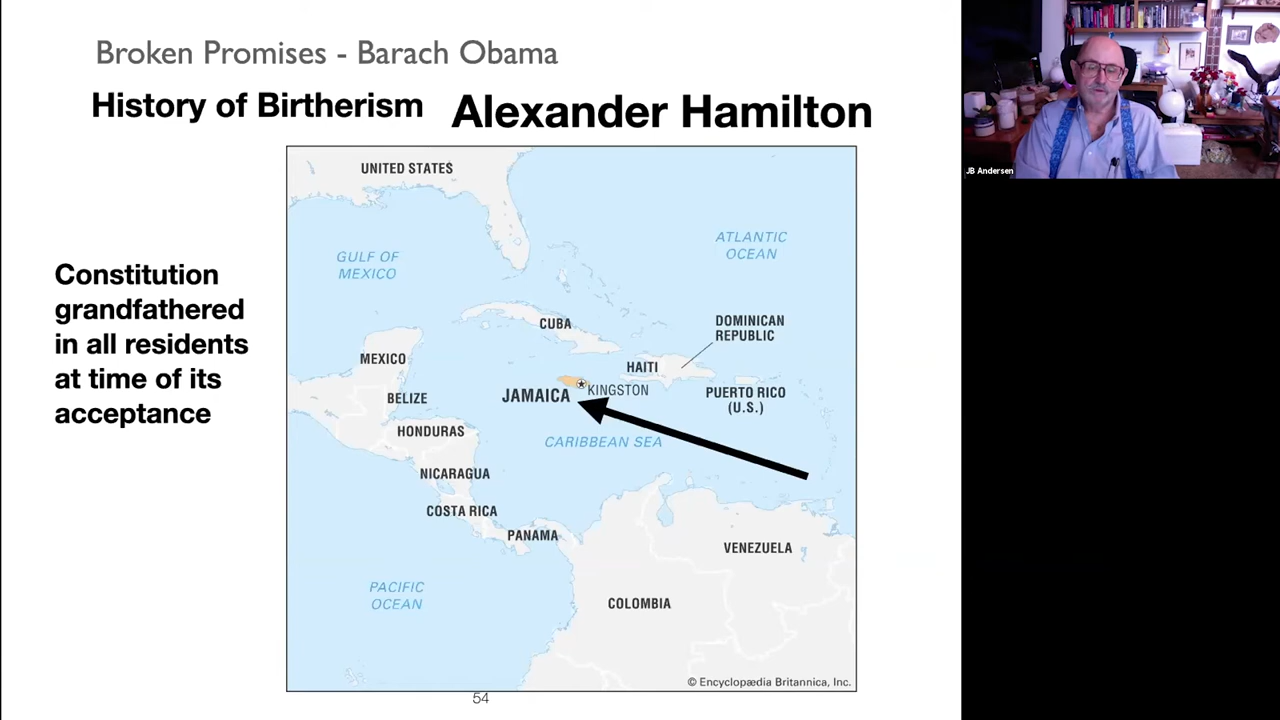 Broken Promises - Barach Obama
History of Birtherism
Alexander Hamilton
Constitution
grandfathered
in all residents
at time of its
acceptance
UNITED STATES
GULF OF
MEXICO
ATLANTIC
OCEAN
CUBA
DOMINICAN
REPUBLIC
MEXICO
HAITI
JAMAICA
KINGSTON
PUERTO RICO
(U.S.)
BELIZE
HONDURAS
CARIBBEAN SEA
NICARAGUA
COSTA RICA
PANAMA
VENEZUELA
PACIFIC
OCEAN
COLOMBIA
© Encyclopædia Britannica, Inc.
54
JB Andersen